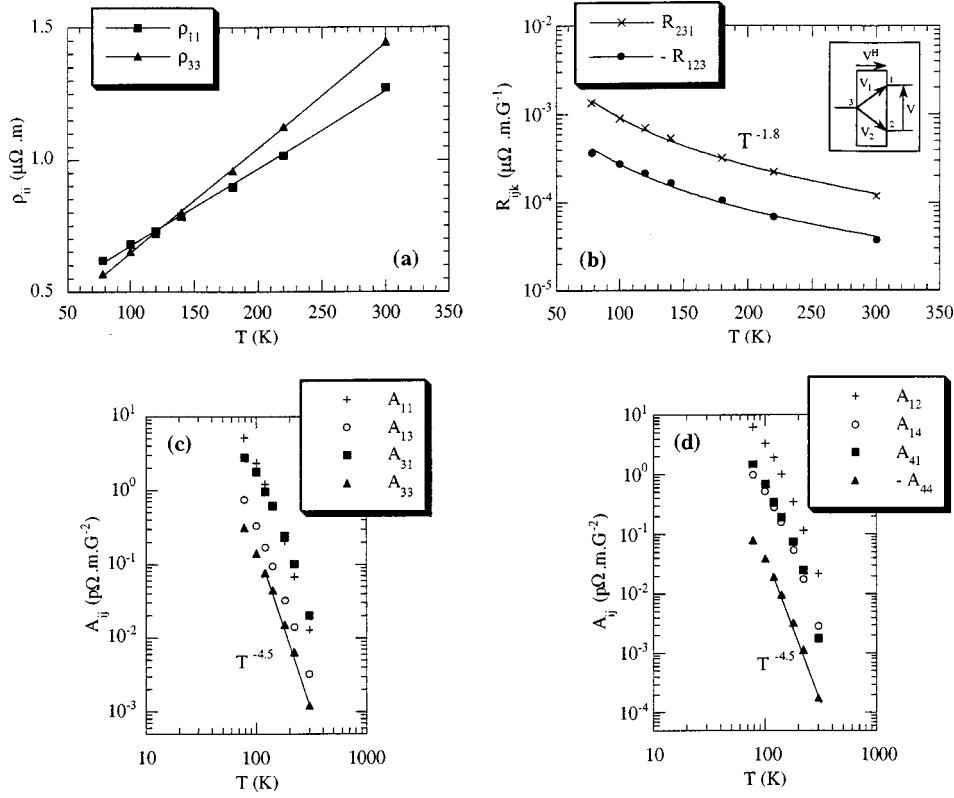 ρ₁₁
ρ₃₃
1.5
1.0
0.5
ρᵢᵢ (μΩ .m)
(a)
50 100 150 200 250 300 350
T (K)
R₂₃₁
- R₁₂₃
10⁻²
10⁻³
10⁻⁴
10⁻⁵
Rᵢⱼₖ (μΩ .m.G⁻¹)
Vᴴ
V₁
1
3
V
V₂
2
T⁻¹·⁸
(b)
50 100 150 200 250 300 350
T (K)
A₁₁
A₁₃
A₃₁
A₃₃
(c)
10¹
10⁰
10⁻¹
10⁻²
10⁻³
Aᵢⱼ (pΩ .m.G⁻²)
T⁻⁴·⁵
10 100 1000
T (K)
A₁₂
A₁₄
A₄₁
- A₄₄
(d)
10¹
10⁰
10⁻¹
10⁻²
10⁻³
10⁻⁴
Aᵢⱼ (pΩ .m.G⁻²)
T⁻⁴·⁵
10 100 1000
T (K)